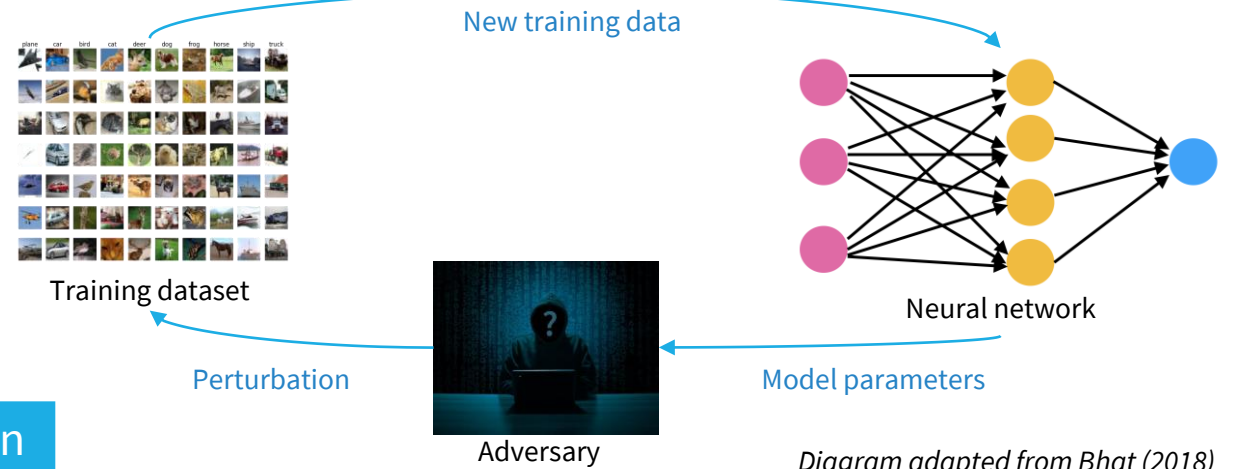 New training data
plane car bird cat deer dog frog horse ship truck
Training dataset
Neural network
?
Perturbation
Model parameters
n
Adversary
Diagram adapted from Bhat (2018)